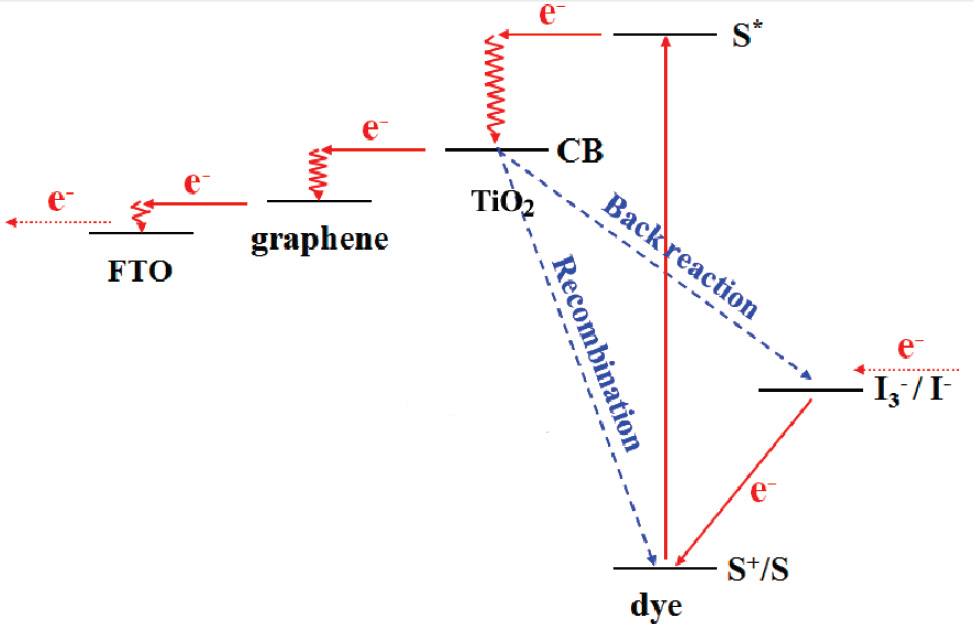 e⁻
S*
e⁻
CB
e⁻
TiO₂
e⁻
graphene
FTO
Back reaction
Recombination
e⁻
I₃⁻/ I⁻
e⁻
S⁺/S
dye